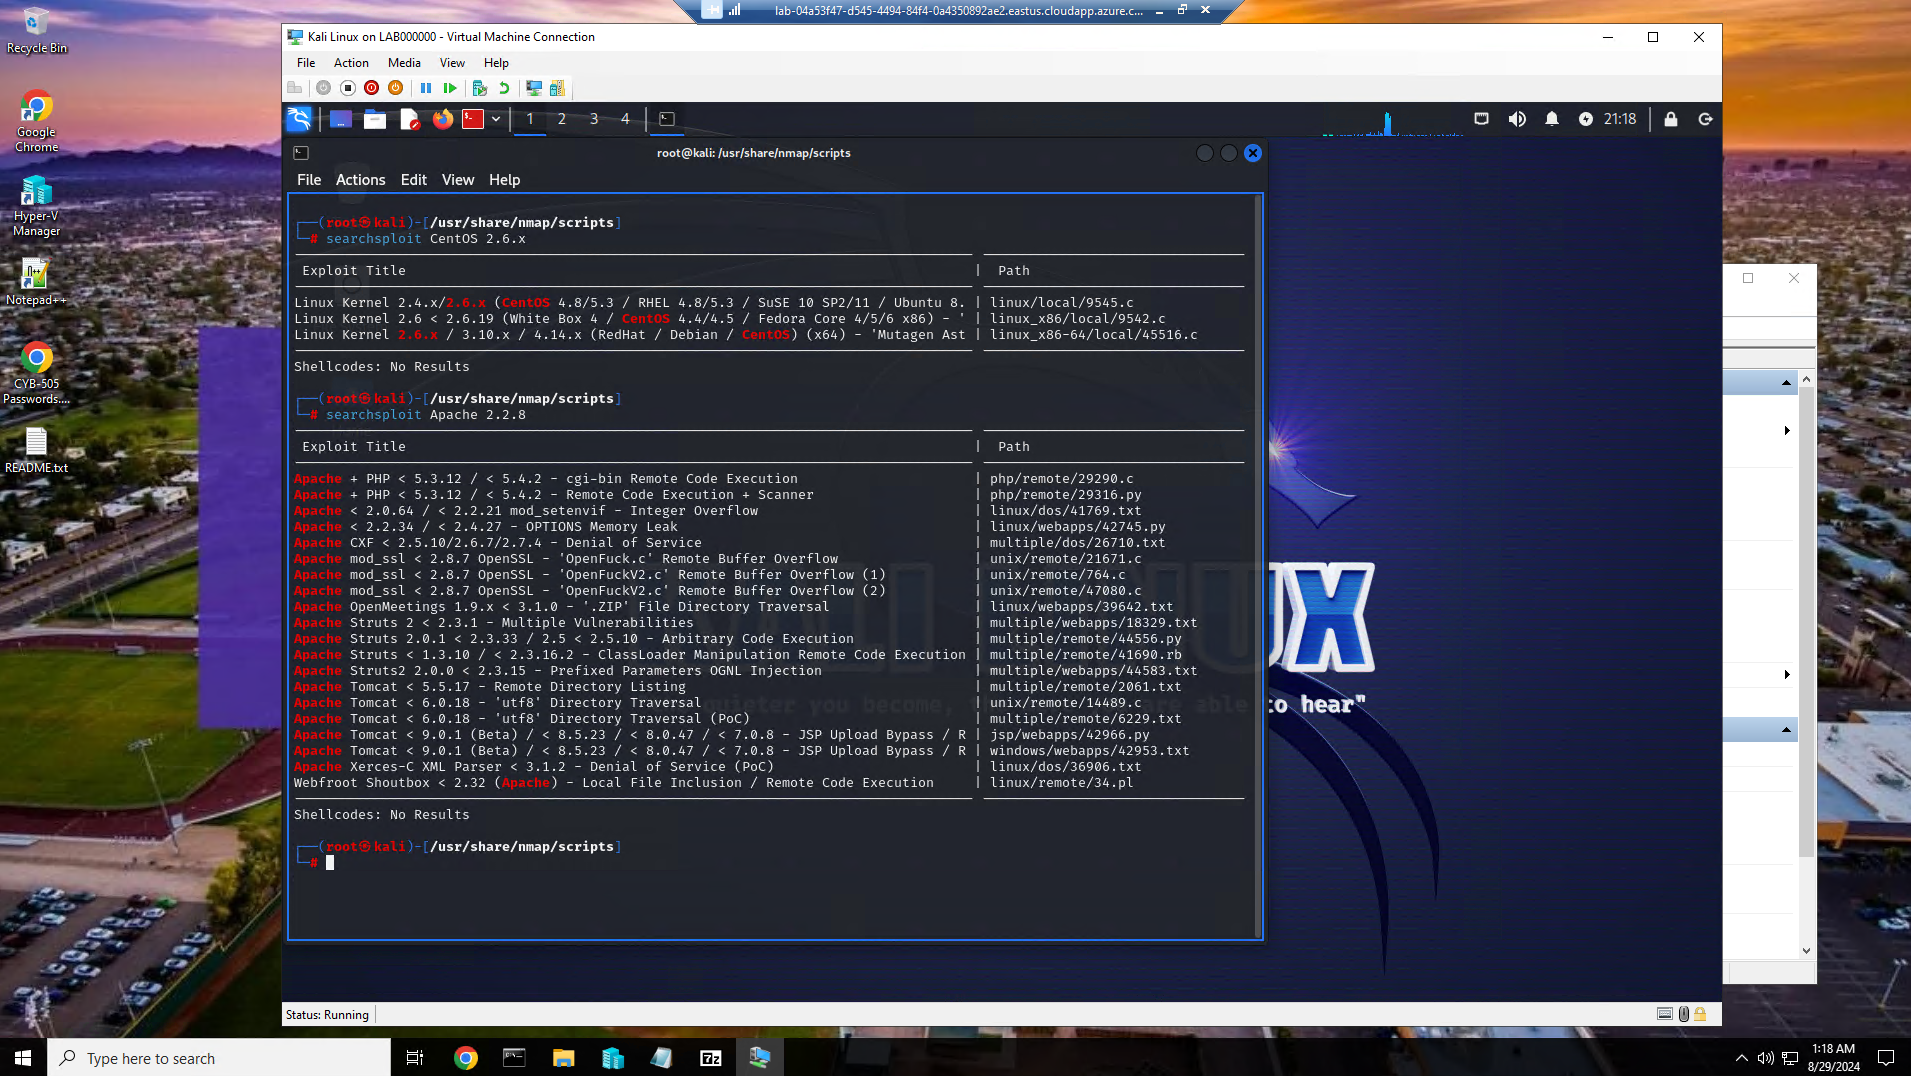 lab-04a53f47-d545-4494-84f4-0a4350892ae2.eastus.cloudapp.azure.c...
Recycle Bin
Google Chrome
Hyper-V Manager
Notepad++
CYB-505 Passwords....
README.txt
Kali Linux on LAB000000 - Virtual Machine Connection
File Action Media View Help
1 2 3 4
21:18
root@kali: /usr/share/nmap/scripts
File Actions Edit View Help
(root㉿kali)-[/usr/share/nmap/scripts]
# searchsploit CentOS 2.6.x
Exploit Title | Path
Linux Kernel 2.4.x/2.6.x (CentOS 4.8/5.3 / RHEL 4.8/5.3 / SuSE 10 SP2/11 / Ubuntu 8. | linux/local/9545.c
Linux Kernel 2.6 < 2.6.19 (White Box 4 / CentOS 4.4/4.5 / Fedora Core 4/5/6 x86) - ' | linux_x86/local/9542.c
Linux Kernel 2.6.x / 3.10.x / 4.14.x (RedHat / Debian / CentOS) (x64) - 'Mutagen Ast | linux_x86-64/local/45516.c
Shellcodes: No Results
(root㉿kali)-[/usr/share/nmap/scripts]
# searchsploit Apache 2.2.8
Exploit Title | Path
Apache + PHP < 5.3.12 / < 5.4.2 - cgi-bin Remote Code Execution | php/remote/29290.c
Apache + PHP < 5.3.12 / < 5.4.2 - Remote Code Execution + Scanner | php/remote/29316.py
Apache < 2.0.64 / < 2.2.21 mod_setenvif - Integer Overflow | linux/dos/41769.txt
Apache < 2.2.34 / < 2.4.27 - OPTIONS Memory Leak | linux/webapps/42745.py
Apache CXF < 2.5.10/2.6.7/2.7.4 - Denial of Service | multiple/dos/26710.txt
Apache mod_ssl < 2.8.7 OpenSSL - 'OpenFuck.c' Remote Buffer Overflow | unix/remote/21671.c
Apache mod_ssl < 2.8.7 OpenSSL - 'OpenFuckV2.c' Remote Buffer Overflow (1) | unix/remote/764.c
Apache mod_ssl < 2.8.7 OpenSSL - 'OpenFuckV2.c' Remote Buffer Overflow (2) | unix/remote/47080.c
Apache OpenMeetings 1.9.x < 3.1.0 - '.ZIP' File Directory Traversal | linux/webapps/39642.txt
Apache Struts 2 < 2.3.1 - Multiple Vulnerabilities | multiple/webapps/18329.txt
Apache Struts 2.0.1 < 2.3.33 / 2.5 < 2.5.10 - Arbitrary Code Execution | multiple/remote/44556.py
Apache Struts < 1.3.10 / < 2.3.16.2 - ClassLoader Manipulation Remote Code Execution | multiple/remote/41690.rb
Apache Struts2 2.0.0 < 2.3.15 - Prefixed Parameters OGNL Injection | multiple/webapps/44583.txt
Apache Tomcat < 5.5.17 - Remote Directory Listing | multiple/remote/2061.txt
Apache Tomcat < 6.0.18 - 'utf8' Directory Traversal | unix/remote/14489.c
Apache Tomcat < 6.0.18 - 'utf8' Directory Traversal (PoC) | multiple/remote/6229.txt
Apache Tomcat < 9.0.1 (Beta) / < 8.5.23 / < 8.0.47 / < 7.0.8 - JSP Upload Bypass / R | jsp/webapps/42966.py
Apache Tomcat < 9.0.1 (Beta) / < 8.5.23 / < 8.0.47 / < 7.0.8 - JSP Upload Bypass / R | windows/webapps/42953.txt
Apache Xerces-C XML Parser < 3.1.2 - Denial of Service (PoC) | linux/dos/36906.txt
Webfroot Shoutbox < 2.32 (Apache) - Local File Inclusion / Remote Code Execution | linux/remote/34.pl
Shellcodes: No Results
(root㉿kali)-[/usr/share/nmap/scripts]
#
to hear"
Status: Running
Type here to search
7z
1:18 AM
8/29/2024